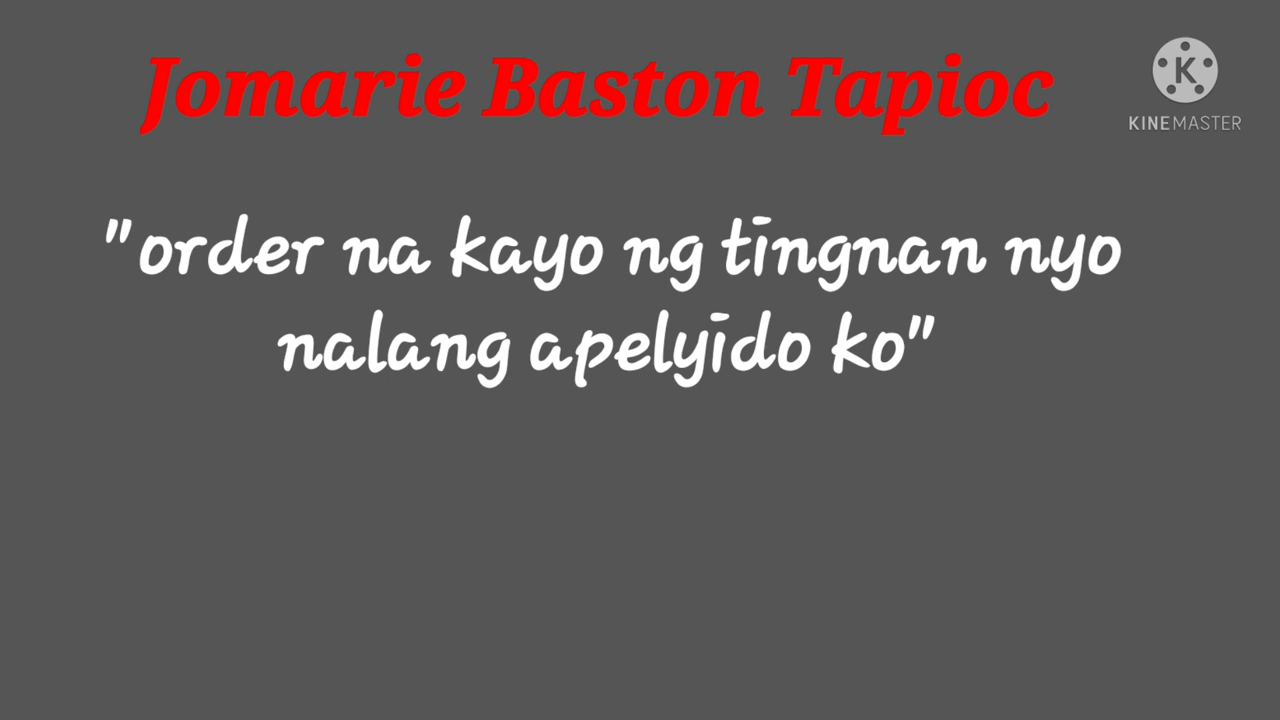 Jomarie Baston Tapioc
KINEMASTER
"order na kayo ng tingnan nyo
nalang apelyido ko"